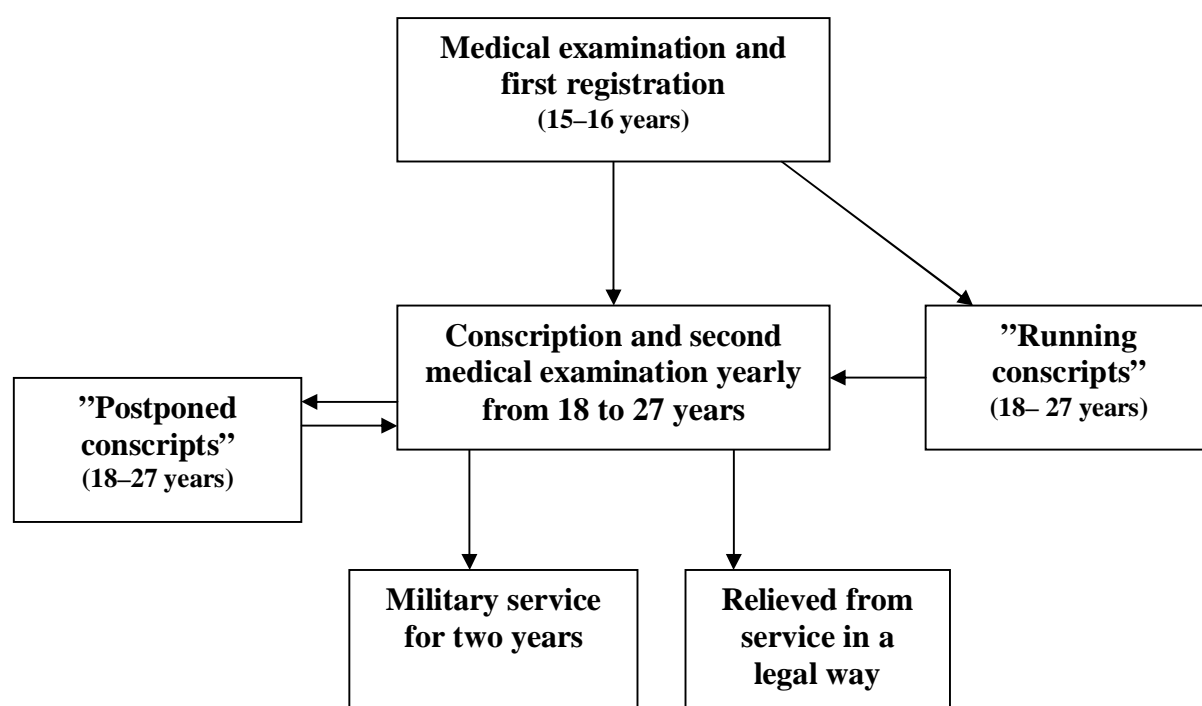 Medical examination and
first registration
(15–16 years)
Conscription and second
medical examination yearly
from 18 to 27 years
”Running
conscripts”
(18– 27 years)
”Postponed
conscripts”
(18–27 years)
Military service
for two years
Relieved from
service in a
legal way